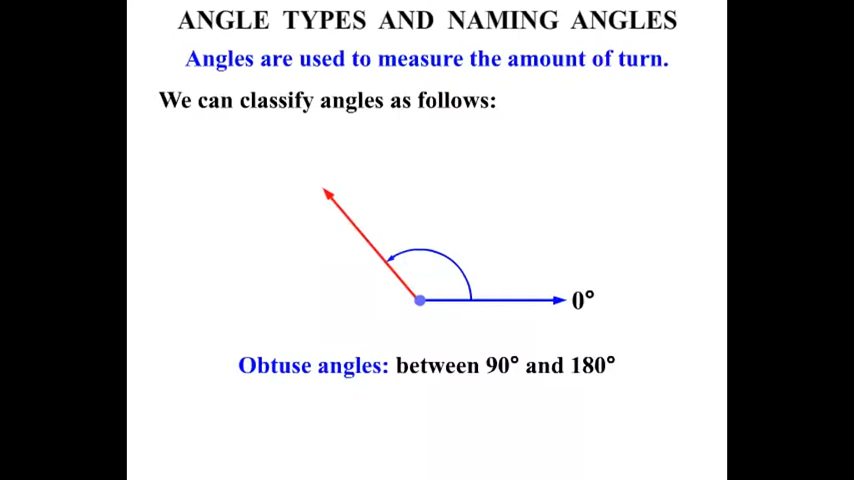 ANGLE TYPES AND NAMING ANGLES
Angles are used to measure the amount of turn.
We can classify angles as follows:
0°
Obtuse angles: between 90° and 180°